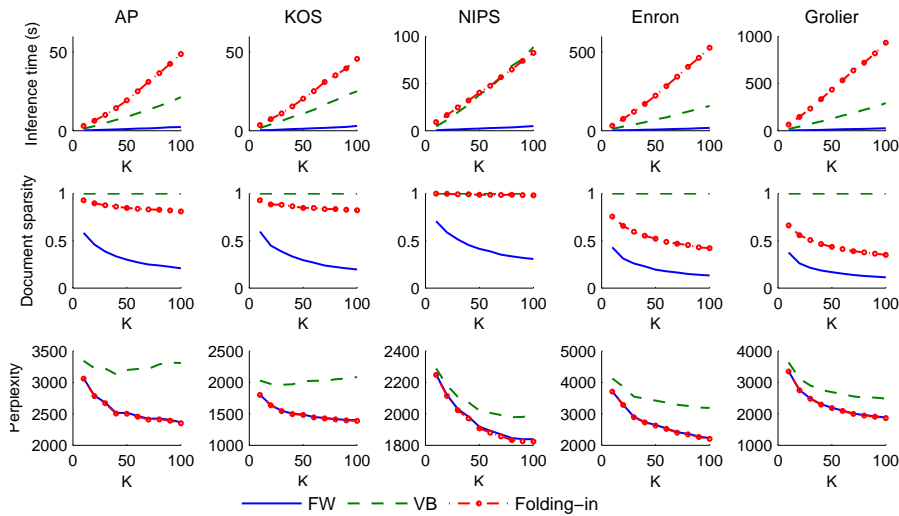 AP KOS NIPS Enron Grolier
Inference time (s)
50
0
0 50 100
K
50
0
0 50 100
K
100
50
0
0 50 100
K
500
0
0 50 100
K
1000
500
0
0 50 100
K
Document sparsity
1
0.5
0
0 50 100
K
1
0.5
0
0 50 100
K
1
0.5
0
0 50 100
K
1
0.5
0
0 50 100
K
1
0.5
0
0 50 100
K
Perplexity
3500
3000
2500
2000
0 50 100
K
2500
2000
1500
1000
0 50 100
K
2400
2200
2000
1800
0 50 100
K
5000
4000
3000
2000
0 50 100
K
4000
3000
2000
1000
0 50 100
K
FW VB Folding−in